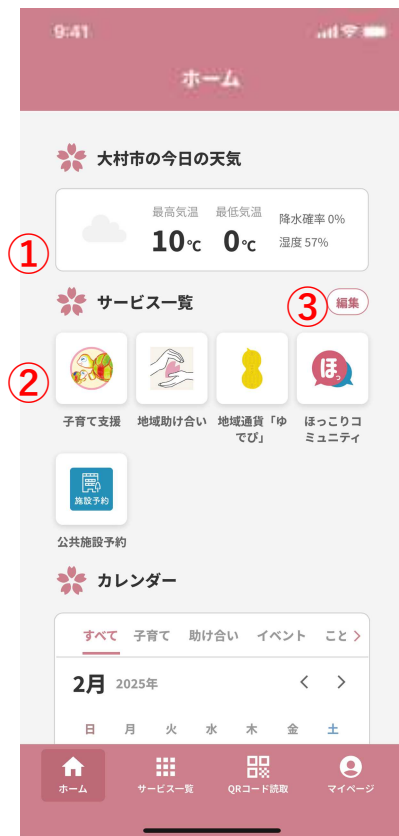 9:41
ホーム
大村市の今日の天気
最高気温 最低気温 降水確率 0%
① 10℃ 0℃ 湿度 57%
サービス一覧 ③ 編集
②
ほっ
子育て支援 地域助け合い 地域通貨「ゆでぴ」 ほっこりコミュニティ
施設予約
公共施設予約
カレンダー
すべて 子育て 助け合い イベント こと >
2月 2025年 < >
日 月 火 水 木 金 土
ホーム サービス一覧 QRコード読取 マイページ